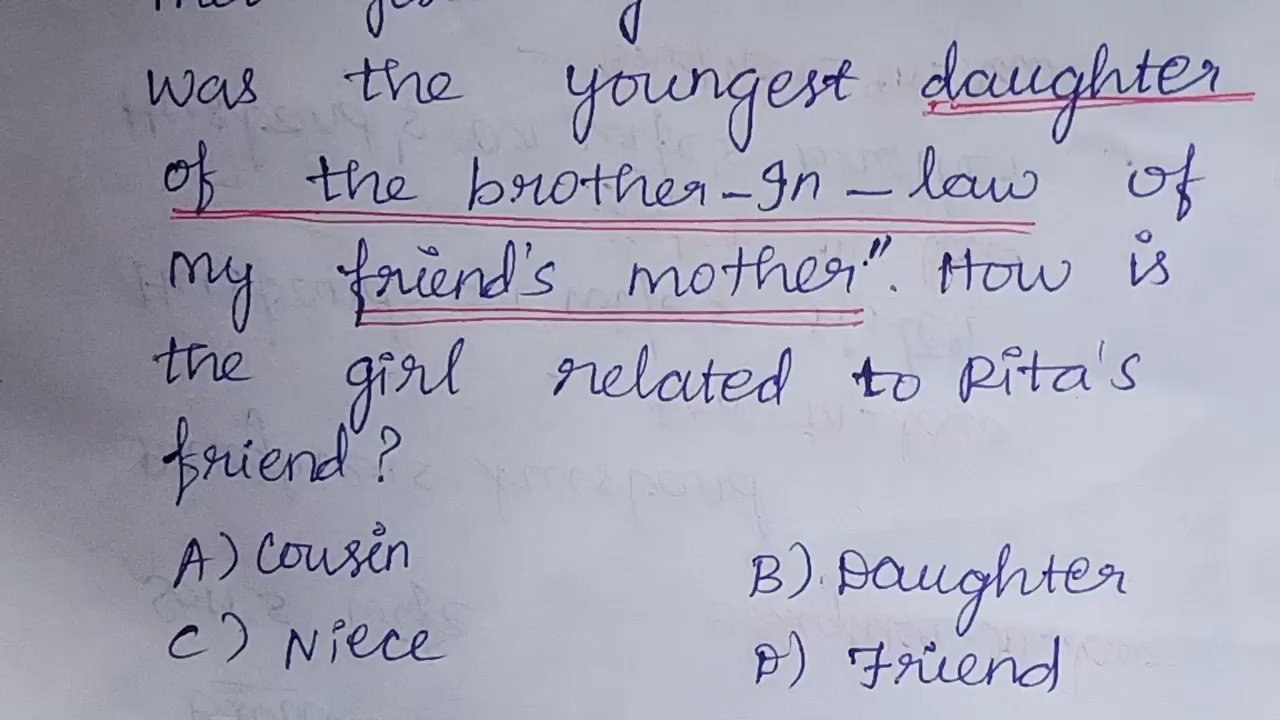 was the youngest daughter
of the brother-In-law of
my friend's mother". How is
the girl related to Rita's
friend?
A) Cousin B) Daughter
C) Niece D) Friend